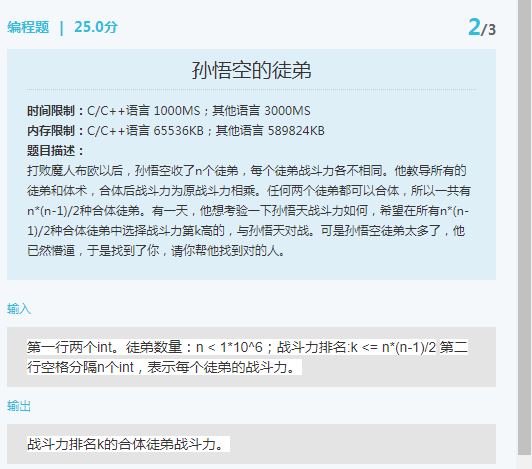 编程题 | 25.0分 2/3
孙悟空的徒弟
时间限制：C/C++语言 1000MS；其他语言 3000MS
内存限制：C/C++语言 65536KB；其他语言 589824KB
题目描述：
打败魔人布欧以后，孙悟空收了n个徒弟，每个徒弟战斗力各不相同。他教导所有的
徒弟和体术，合体后战斗力为原战斗力相乘。任何两个徒弟都可以合体，所以一共有
n*(n-1)/2种合体徒弟。有一天，他想考验一下孙悟天战斗力如何，希望在所有n*(n-
1)/2种合体徒弟中选择战斗力第k高的，与孙悟天对战。可是孙悟空徒弟太多了，他
已然懵逼，于是找到了你，请你帮他找到对的人。
输入
第一行两个int。徒弟数量：n < 1*10^6；战斗力排名:k <= n*(n-1)/2 第二
行空格分隔n个int，表示每个徒弟的战斗力。
输出
战斗力排名k的合体徒弟战斗力。